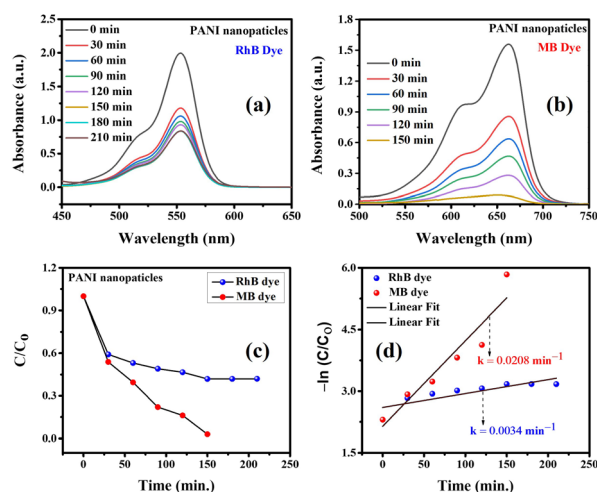 PANI nanopaticles
RhB Dye
0 min
30 min
60 min
90 min
120 min
150 min
180 min
210 min
(a)
Absorbance (a.u.)
2.5
2.0
1.5
1.0
0.5
0.0
450
500
550
600
650
Wavelength (nm)
PANI nanopaticles
MB Dye
0 min
30 min
60 min
90 min
120 min
150 min
(b)
Absorbance (a.u.)
1.8
1.5
1.2
0.9
0.6
0.3
0.0
500
550
600
650
700
750
Wavelength (nm)
PANI nanopaticles
RhB dye
MB dye
(c)
C/C₀
1.2
0.9
0.6
0.3
0.0
0
50
100
150
200
250
Time (min.)
RhB dye
MB dye
Linear Fit
Linear Fit
k = 0.0208 min⁻¹
k = 0.0034 min⁻¹
(d)
–ln (C/C₀)
6.0
4.5
3.0
1.5
0
50
100
150
200
250
Time (min.)